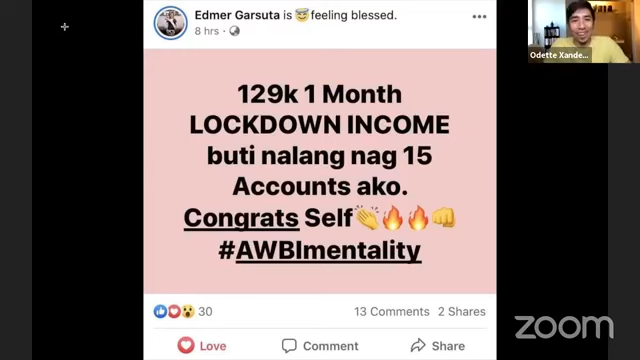 Edmer Garsuta is 😇 feeling blessed.
8 hrs ·
Odette Xande...
129k 1 Month
LOCKDOWN INCOME
buti nalang nag 15
Accounts ako.
Congrats Self👏🔥🔥👊
#AWBImentality
30
13 Comments 2 Shares
Love Comment Share
zoom